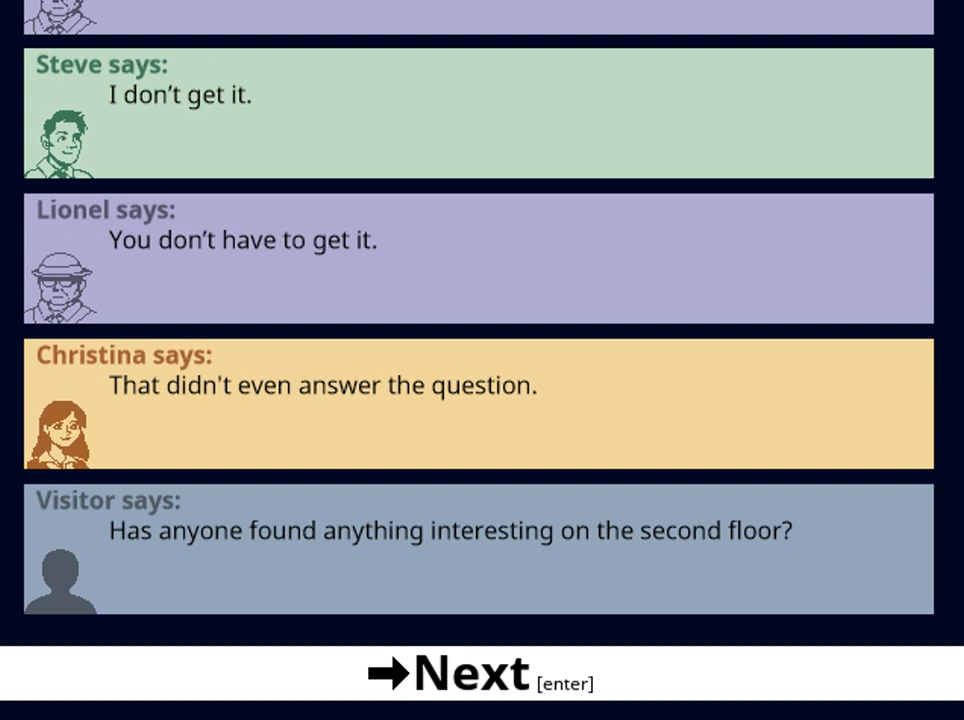 Steve says:
I don’t get it.
Lionel says:
You don’t have to get it.
Christina says:
That didn't even answer the question.
Visitor says:
Has anyone found anything interesting on the second floor?
➡Next [enter]